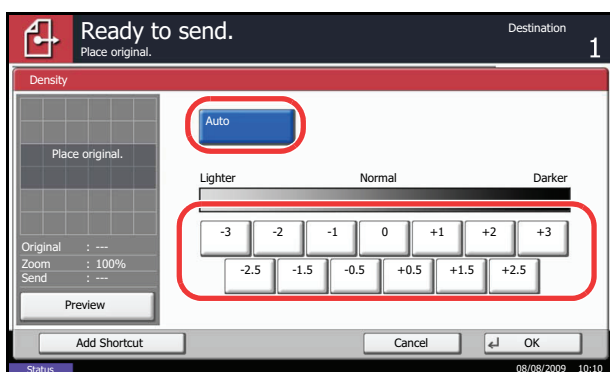 Ready to send.
Destination
Place original.
1
Density
Auto
Place original.
Lighter Normal Darker
-3 -2 -1 0 +1 +2 +3
-2.5 -1.5 -0.5 +0.5 +1.5 +2.5
Original : ---
Zoom : 100%
Send : ---
Preview
Add Shortcut Cancel OK
Status 08/08/2009 10:10